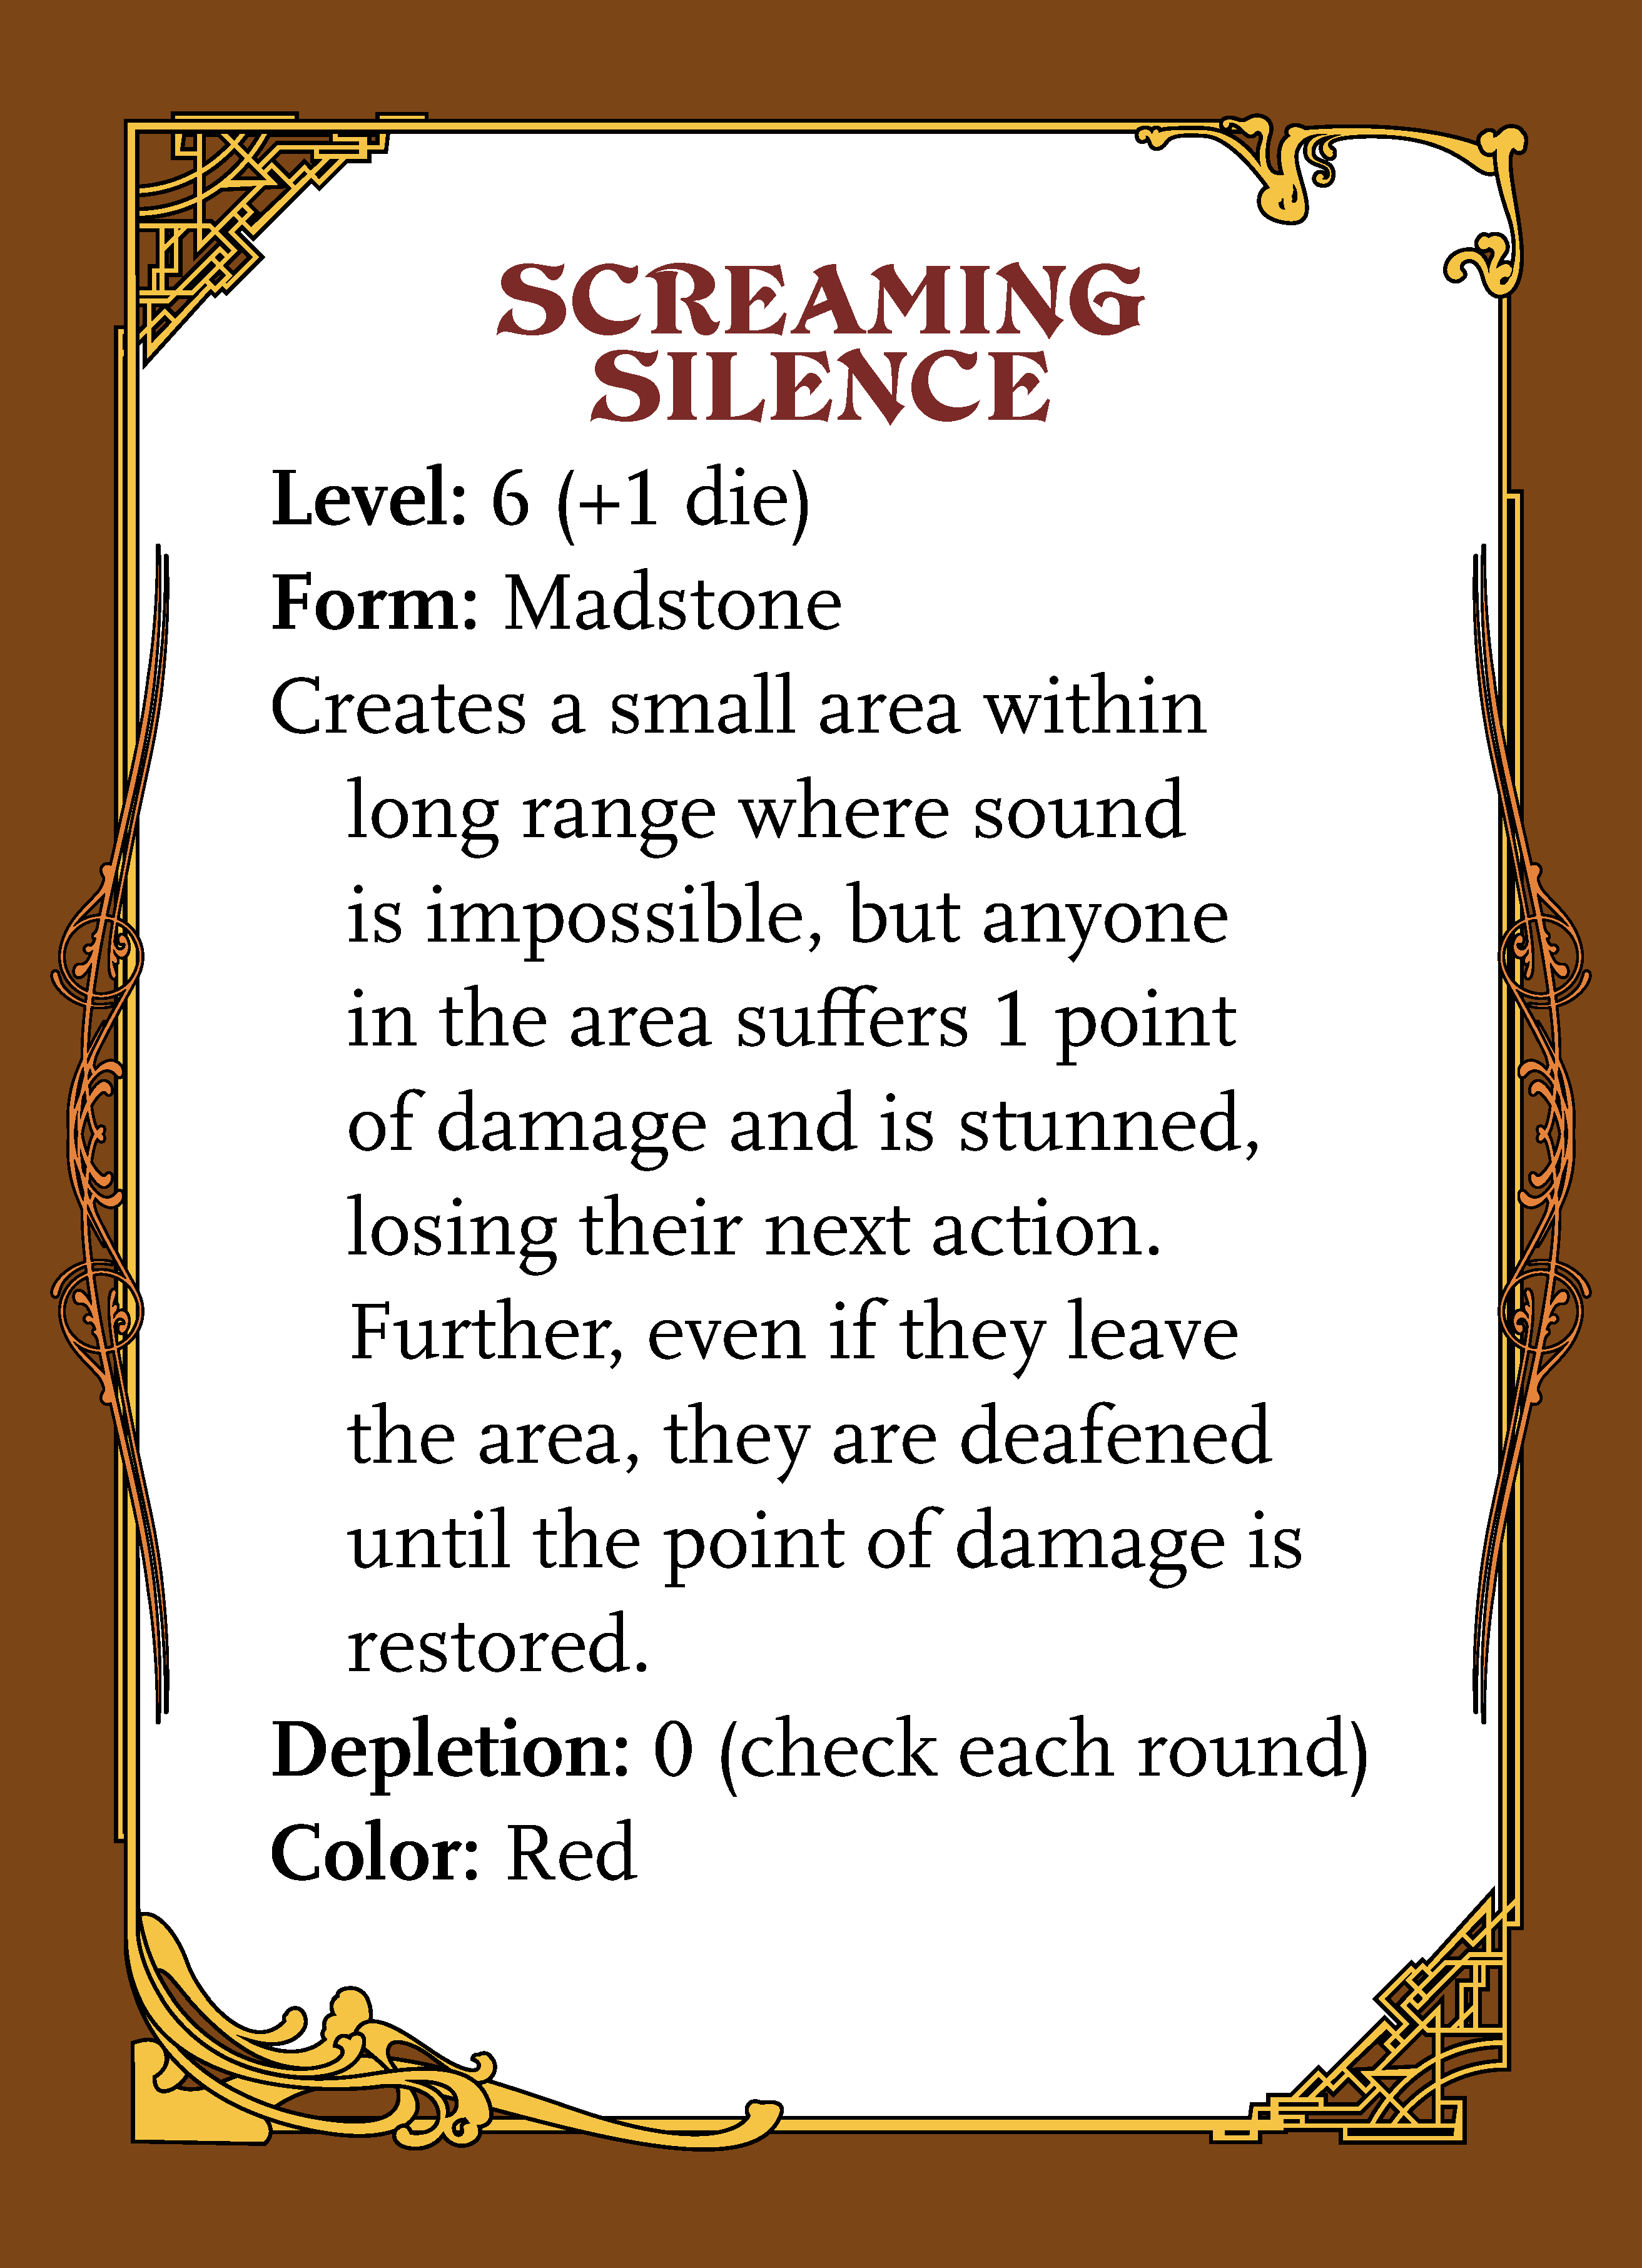 SCREAMING
SILENCE
Level: 6 (+1 die)
Form: Madstone
Creates a small area within
long range where sound
is impossible, but anyone
in the area suffers 1 point
of damage and is stunned,
losing their next action.
Further, even if they leave
the area, they are deafened
until the point of damage is
restored.
Depletion: 0 (check each round)
Color: Red